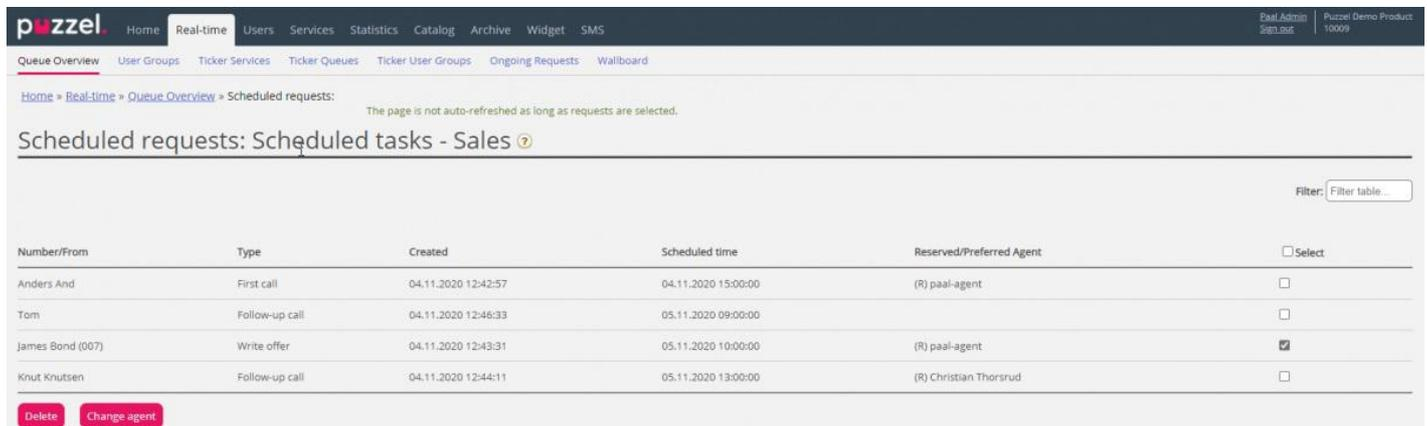 puzzel. Home Real-time Users Services Statistics Catalog Archive Widget SMS Paal Admin Puzzel Demo Product
Sign out 10009
Queue Overview User Groups Ticker Services Ticker Queues Ticker User Groups Ongoing Requests Wallboard
Home » Real-time » Queue Overview » Scheduled requests:
The page is not auto-refreshed as long as requests are selected.
Scheduled requests: Scheduled tasks - Sales ?
Filter: Filter table...
Number/From Type Created Scheduled time Reserved/Preferred Agent Select
Anders And First call 04.11.2020 12:42:57 04.11.2020 15:00:00 (R) paal-agent
Tom Follow-up call 04.11.2020 12:46:33 05.11.2020 09:00:00
James Bond (007) Write offer 04.11.2020 12:43:31 05.11.2020 10:00:00 (R) paal-agent
Knut Knutsen Follow-up call 04.11.2020 12:44:11 05.11.2020 13:00:00 (R) Christian Thorsrud
Delete Change agent